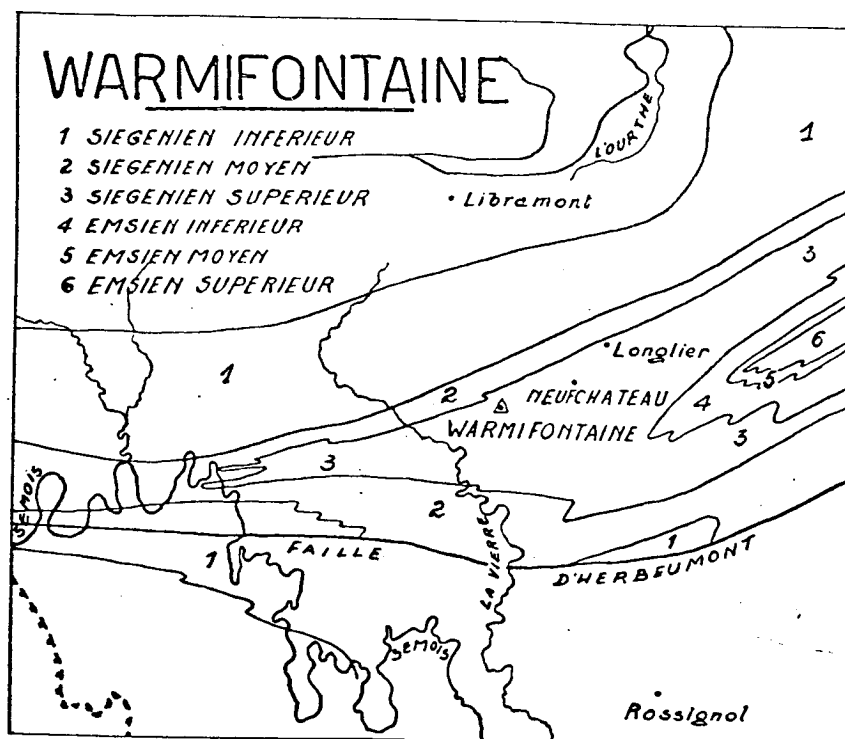 WARMIFONTAINE
1 SIEGENIEN INFERIEUR
2 SIEGENIEN MOYEN
3 SIEGENIEN SUPERIEUR
4 EMSIEN INFERIEUR
5 EMSIEN MOYEN
6 EMSIEN SUPERIEUR
L'OURTHE
1
Libramont
3
6
Longlier
5
1
2
NEUFCHATEAU
4
WARMIFONTAINE
3
3
SEMOIS
2
LA VIERRE
1
FAILLE
1
D'HERBEUMONT
SEMOIS
Rossignol